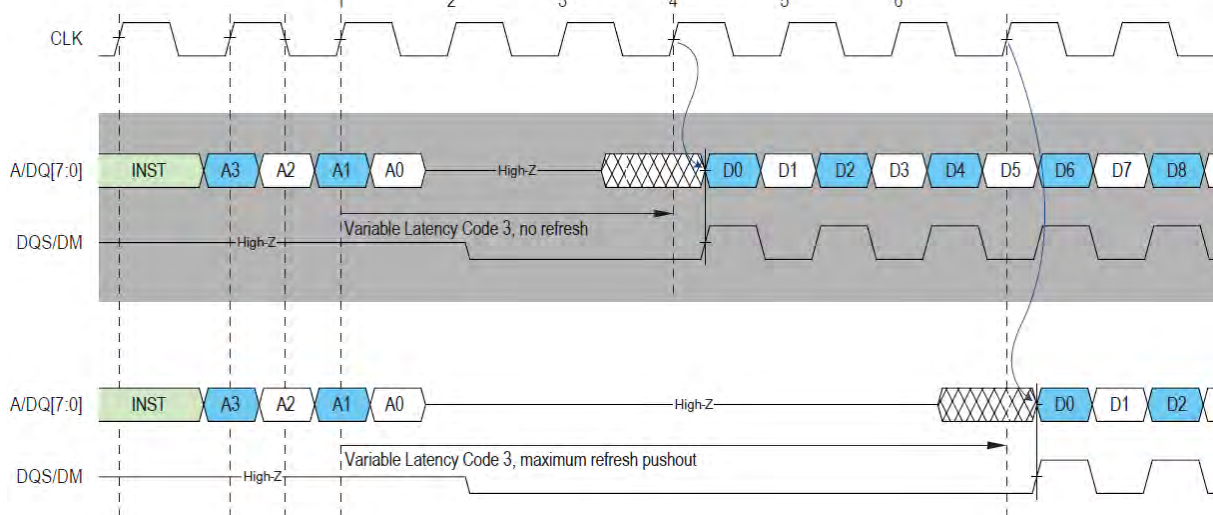 1 2 3 4 5 6
CLK
A/DQ[7:0] INST A3 A2 A1 A0 High-Z D0 D1 D2 D3 D4 D5 D6 D7 D8
Variable Latency Code 3, no refresh
DQS/DM High-Z
A/DQ[7:0] INST A3 A2 A1 A0 High-Z D0 D1 D2
Variable Latency Code 3, maximum refresh pushout
DQS/DM High-Z